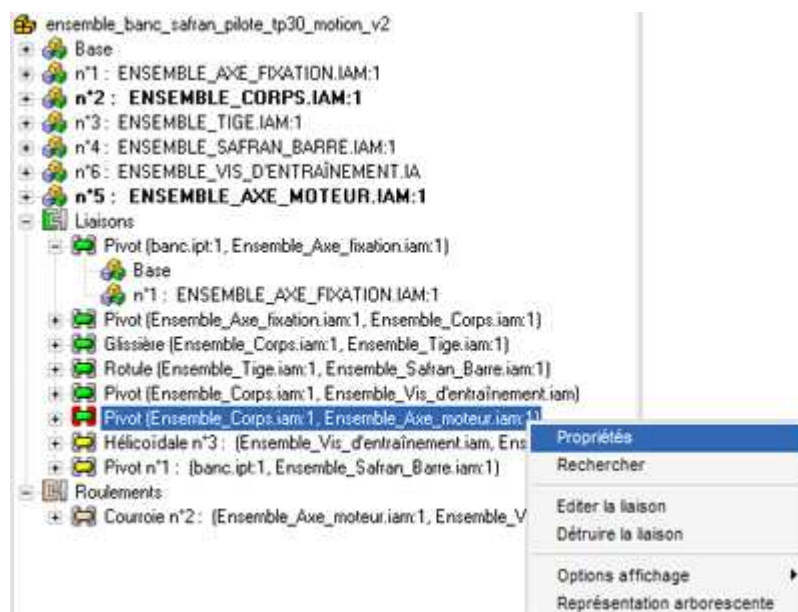 ensemble_banc_safran_pilote_tp30_motion_v2
Base
n°1 : ENSEMBLE_AXE_FIXATION.IAM:1
n°2 : ENSEMBLE_CORPS.IAM:1
n°3 : ENSEMBLE_TIGE.IAM:1
n°4 : ENSEMBLE_SAFRAN_BARRE.IAM:1
n°6 : ENSEMBLE_VIS_D'ENTRAÎNEMENT.IA
n°5 : ENSEMBLE_AXE_MOTEUR.IAM:1
Liaisons
Pivot (banc.ipt:1, Ensemble_Axe_fixation.iam:1)
Base
n°1 : ENSEMBLE_AXE_FIXATION.IAM:1
Pivot (Ensemble_Axe_fixation.iam:1, Ensemble_Corps.iam:1)
Glissière (Ensemble_Corps.iam:1, Ensemble_Tige.iam:1)
Rotule (Ensemble_Tige.iam:1, Ensemble_Safran_Barre.iam:1)
Pivot (Ensemble_Corps.iam:1, Ensemble_Vis_d'entraînement.iam)
Pivot (Ensemble_Corps.iam:1, Ensemble_Axe_moteur.iam:1)
Hélicoïdale n°3 : (Ensemble_Vis_d'entraînement.iam, Ens
Pivot n°1 : (banc.ipt:1, Ensemble_Safran_Barre.iam:1)
Roulements
Courroie n°2 : (Ensemble_Axe_moteur.iam:1, Ensemble_V
Propriétés
Rechercher
Editer la liaison
Détruire la liaison
Options affichage
Représentation arborescente